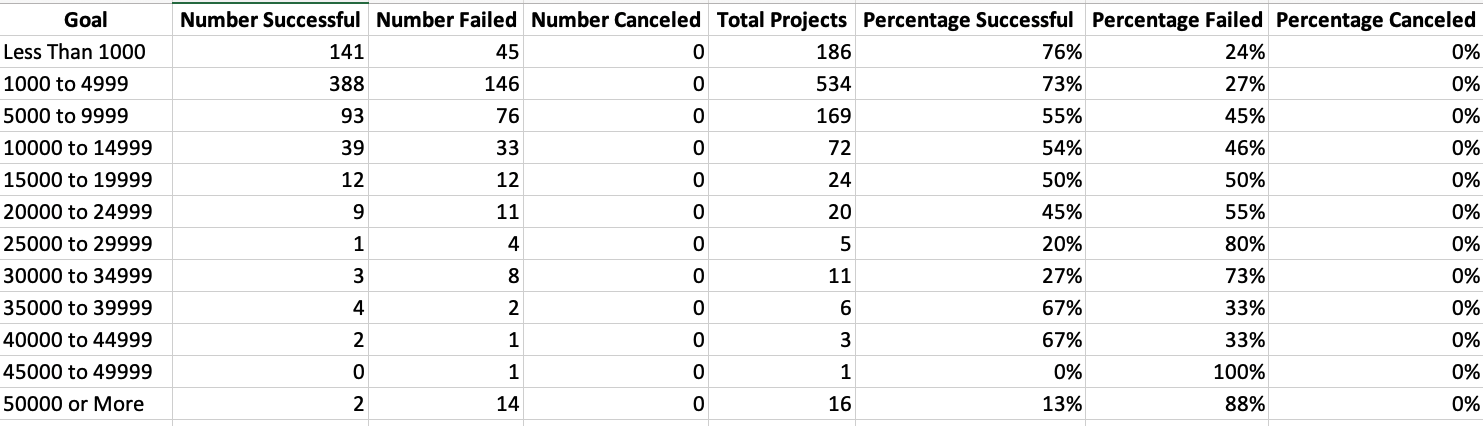 Goal Number Successful Number Failed Number Canceled Total Projects Percentage Successful Percentage Failed Percentage Canceled
Less Than 1000 141 45 0 186 76% 24% 0%
1000 to 4999 388 146 0 534 73% 27% 0%
5000 to 9999 93 76 0 169 55% 45% 0%
10000 to 14999 39 33 0 72 54% 46% 0%
15000 to 19999 12 12 0 24 50% 50% 0%
20000 to 24999 9 11 0 20 45% 55% 0%
25000 to 29999 1 4 0 5 20% 80% 0%
30000 to 34999 3 8 0 11 27% 73% 0%
35000 to 39999 4 2 0 6 67% 33% 0%
40000 to 44999 2 1 0 3 67% 33% 0%
45000 to 49999 0 1 0 1 0% 100% 0%
50000 or More 2 14 0 16 13% 88% 0%